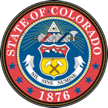 STATE OF COLORADO
NIL SINE NUMINE
1876